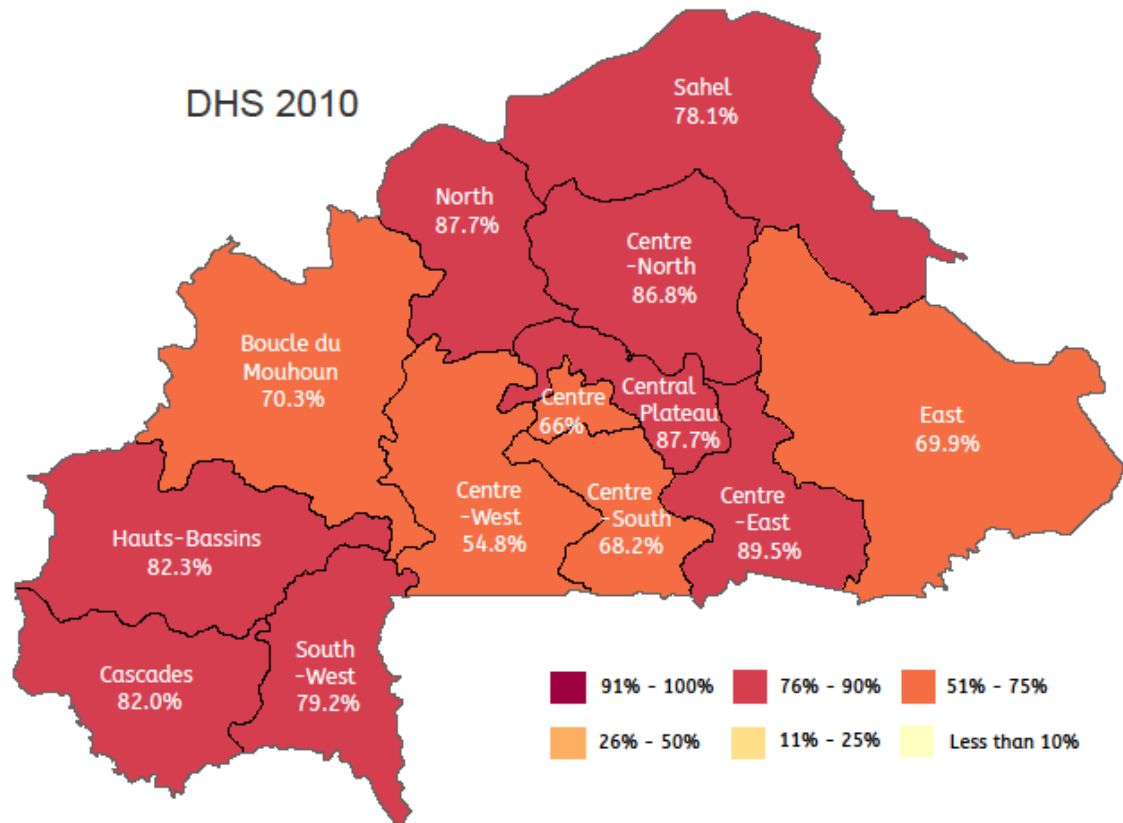 DHS 2010
Sahel
78.1%
North
87.7%
Centre
-North
86.8%
Boucle du
Mouhoun
70.3%
Centre
66%
Central
Plateau
87.7%
East
69.9%
Centre
-West
54.8%
Centre
-South
68.2%
Centre
-East
89.5%
Hauts-Bassins
82.3%
Cascades
82.0%
South
-West
79.2%
91% - 100%
76% - 90%
51% - 75%
26% - 50%
11% - 25%
Less than 10%